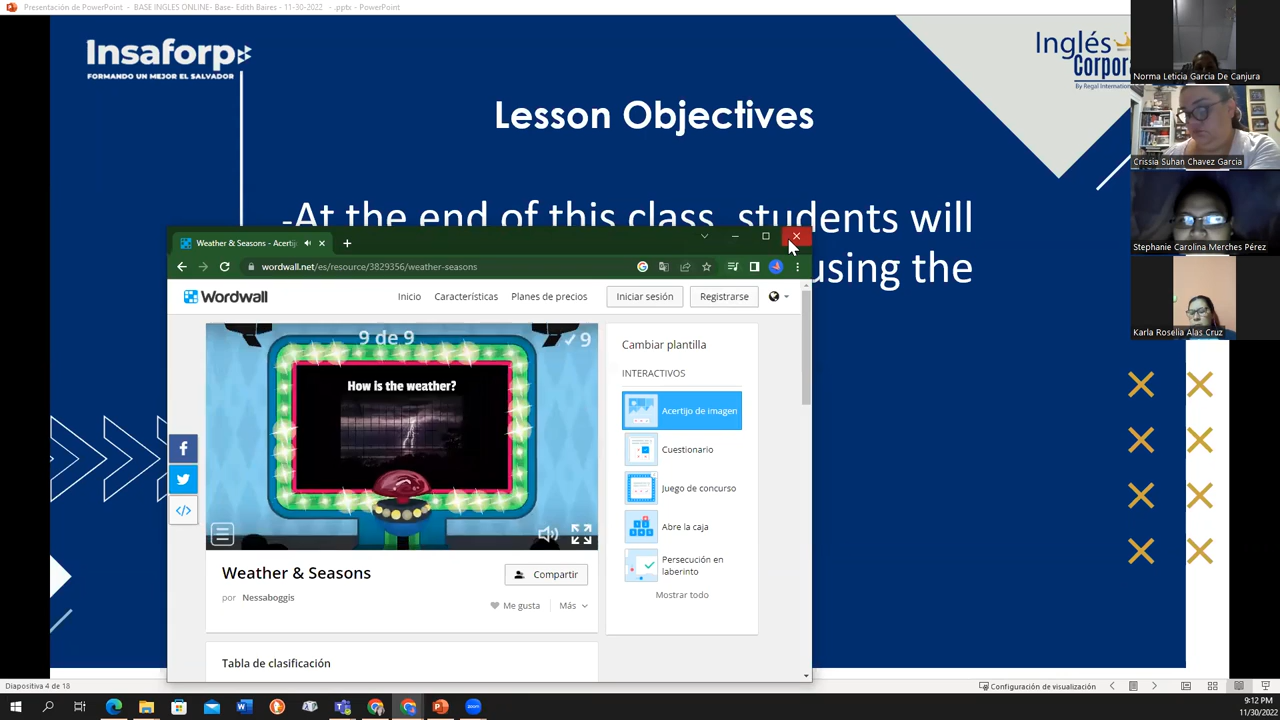 Presentación de PowerPoint - BASE INGLES ONLINE- Base- Edith Baires - 11-30-2022 - .pptx - PowerPoint
Insaforp
FORMANDO UN MEJOR EL SALVADOR
Inglés
Corpora
By Regal Internationa
Lesson Objectives
-At the end of this class, students will
using the
Norma Leticia Garcia De Canjura
Crissia Suhan Chavez Garcia
Stephanie Carolina Merches Pérez
Karla Roselia Alas Cruz
Weather & Seasons - Acertij
wordwall.net/es/resource/3829356/weather-seasons
Wordwall
Inicio
Características
Planes de precios
Iniciar sesión
Registrarse
9 de 9
9
How is the weather?
Cambiar plantilla
INTERACTIVOS
Acertijo de imagen
Cuestionario
Juego de concurso
Abre la caja
Persecución en
laberinto
Mostrar todo
Weather & Seasons
Compartir
por Nessaboggis
Me gusta
Más
Tabla de clasificación
Diapositiva 4 de 18
Configuración de visualización
9:12 PM
11/30/2022